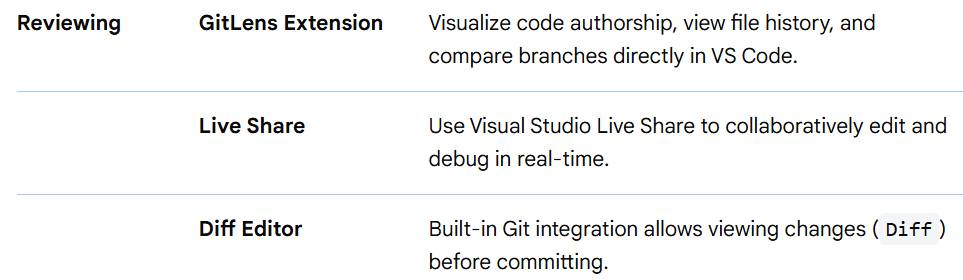 Reviewing GitLens Extension Visualize code authorship, view file history, and
compare branches directly in VS Code.
Live Share Use Visual Studio Live Share to collaboratively edit and
debug in real-time.
Diff Editor Built-in Git integration allows viewing changes ( Diff )
before committing.